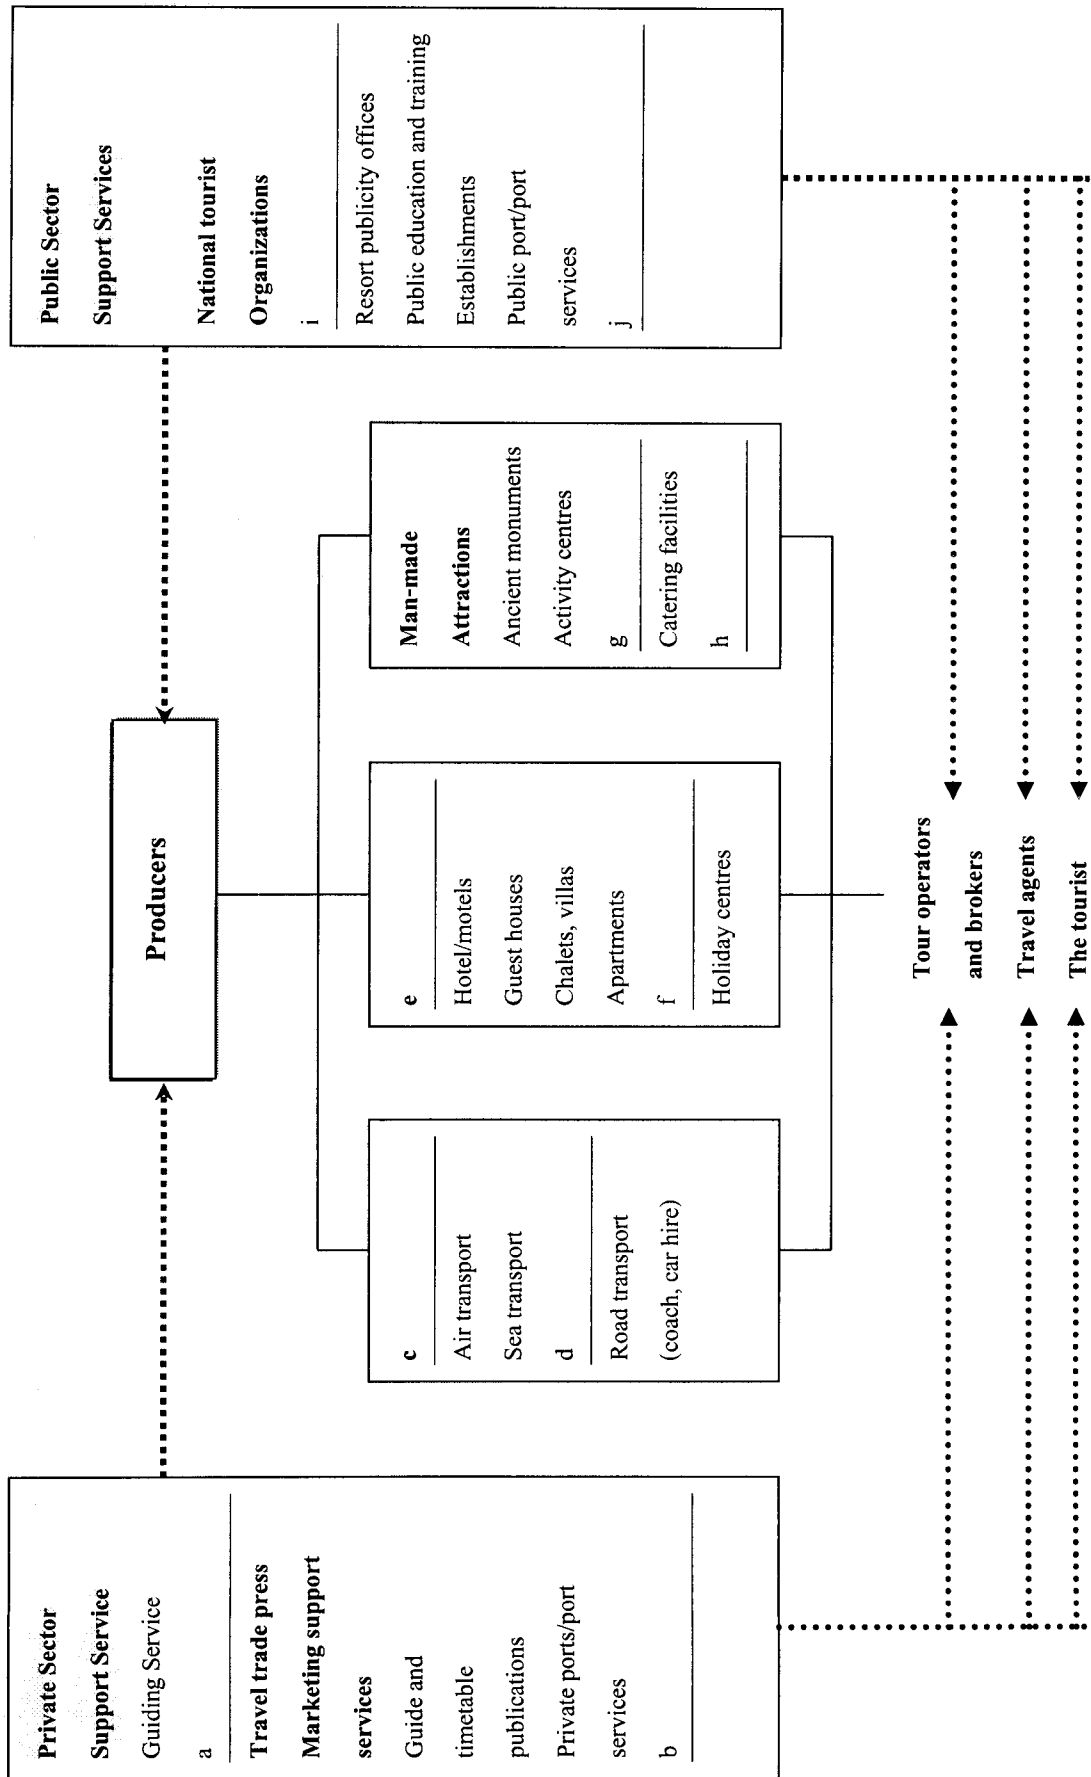 Private Sector
Support Service
Guiding Service
a
Travel trade press
Marketing support
services
Guide and
timetable
publications
Private ports/port
services
b
Producers
c
Air transport
Sea transport
d
Road transport
(coach, car hire)
e
Hotel/motels
Guest houses
Chalets, villas
Apartments
f
Holiday centres
Man-made
Attractions
Ancient monuments
Activity centres
g
Catering facilities
h
Public Sector
Support Services
National tourist
Organizations
i
Resort publicity offices
Public education and training
Establishments
Public port/port
services
j
Tour operators
and brokers
Travel agents
The tourist